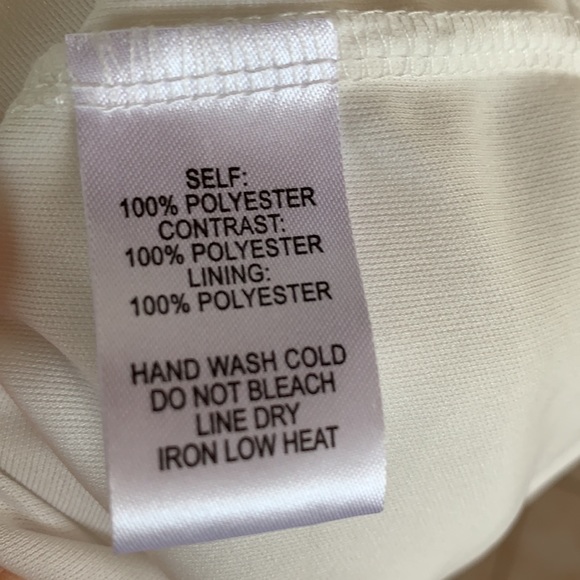 SELF:
100% POLYESTER
CONTRAST:
100% POLYESTER
LINING:
100% POLYESTER
HAND WASH COLD
DO NOT BLEACH
LINE DRY
IRON LOW HEAT